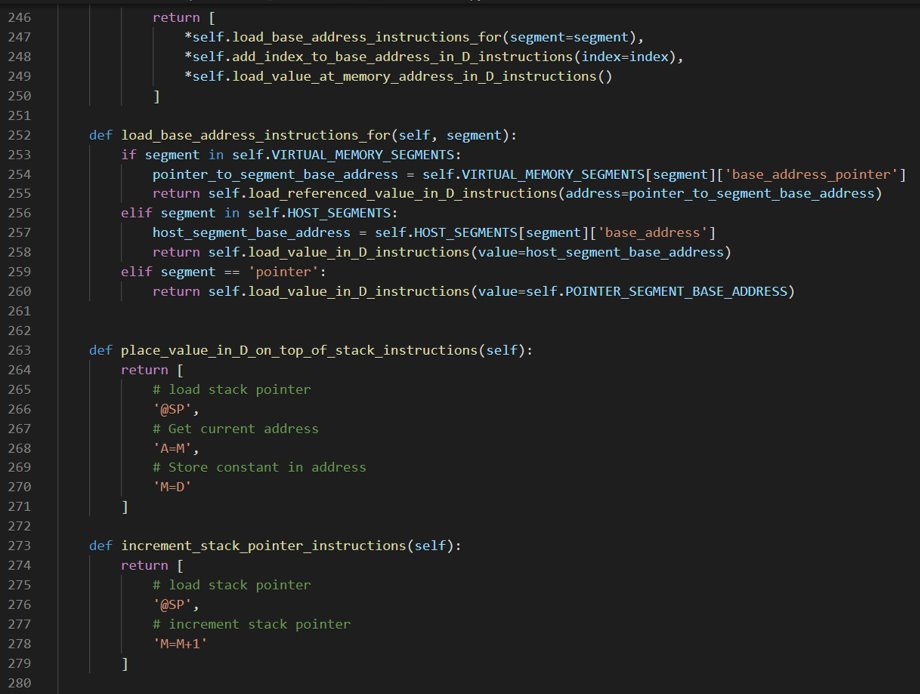 246 return [
247 *self.load_base_address_instructions_for(segment=segment),
248 *self.add_index_to_base_address_in_D_instructions(index=index),
249 *self.load_value_at_memory_address_in_D_instructions()
250 ]
251
252 def load_base_address_instructions_for(self, segment):
253 if segment in self.VIRTUAL_MEMORY_SEGMENTS:
254 pointer_to_segment_base_address = self.VIRTUAL_MEMORY_SEGMENTS[segment]['base_address_pointer']
255 return self.load_referenced_value_in_D_instructions(address=pointer_to_segment_base_address)
256 elif segment in self.HOST_SEGMENTS:
257 host_segment_base_address = self.HOST_SEGMENTS[segment]['base_address']
258 return self.load_value_in_D_instructions(value=host_segment_base_address)
259 elif segment == 'pointer':
260 return self.load_value_in_D_instructions(value=self.POINTER_SEGMENT_BASE_ADDRESS)
261
262
263 def place_value_in_D_on_top_of_stack_instructions(self):
264 return [
265 # load stack pointer
266 '@SP',
267 # Get current address
268 'A=M',
269 # Store constant in address
270 'M=D'
271 ]
272
273 def increment_stack_pointer_instructions(self):
274 return [
275 # load stack pointer
276 '@SP',
277 # increment stack pointer
278 'M=M+1'
279 ]
280